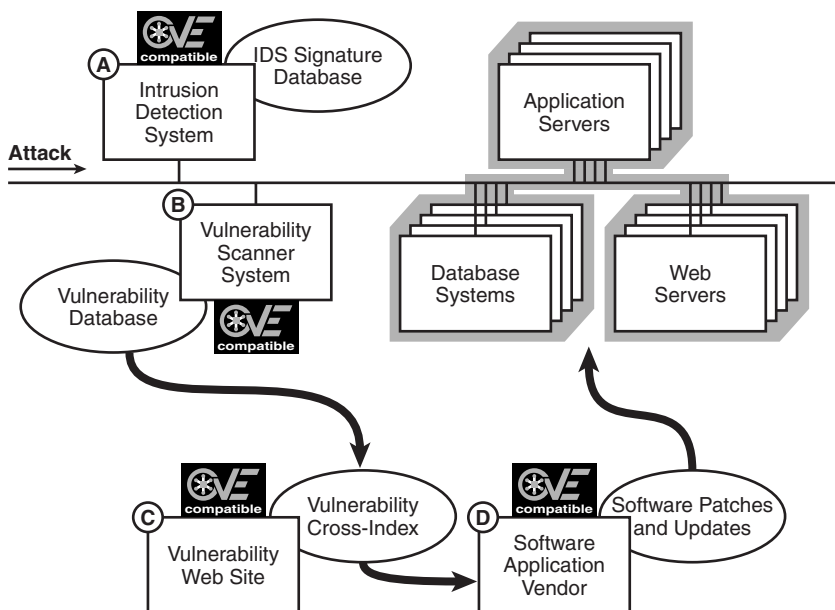 CVE
compatible
A
IDS Signature
Database
Intrusion
Detection
System
Application
Servers
Attack
B
Vulnerability
Scanner
System
Database
Systems
Web
Servers
Vulnerability
Database
CVE
compatible
CVE
compatible
C
Vulnerability
Cross-Index
Vulnerability
Web Site
CVE
compatible
D
Software Patches
and Updates
Software
Application
Vendor